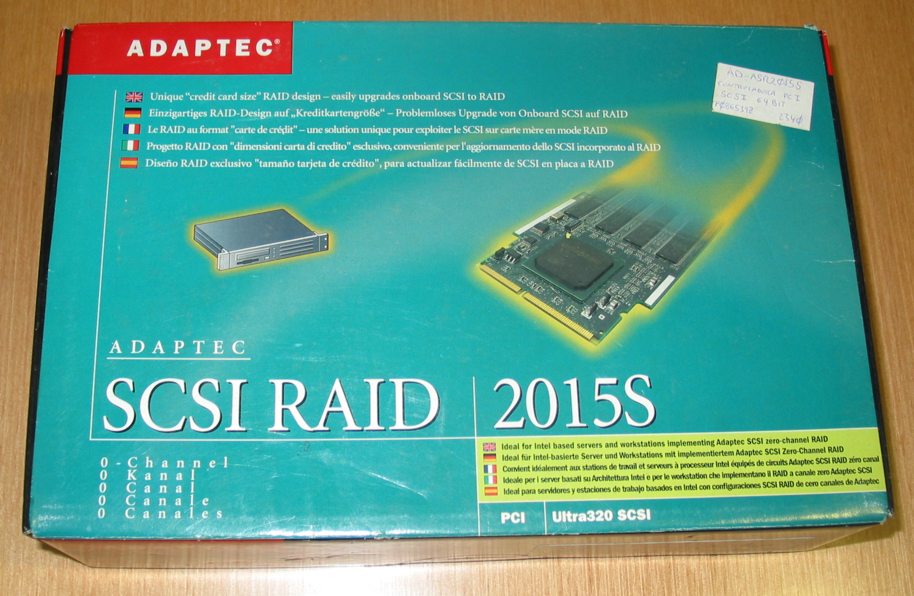 ADAPTEC®
Unique "credit card size" RAID design – easily upgrades onboard SCSI to RAID
Einzigartiges RAID-Design auf „Kreditkartengröße“ – Problemloses Upgrade von Onboard SCSI auf RAID
Le RAID au format "carte de crédit" – une solution unique pour exploiter le SCSI sur carte mère en mode RAID
Progetto RAID con "dimensioni carta di credito" esclusivo, conveniente per l'aggiornamento dello SCSI incorporato al RAID
Diseño RAID exclusivo "tamaño tarjeta de crédito", para actualizar fácilmente de SCSI en placa a RAID
ADO-ASR2015S
CONTROLADORA PCI
SCSI 64 BIT
ADAPTEC
SCSI RAID 2015S
0-Channel
0 Kanal
0 Canal
0 Canale
0 Canales
Ideal for Intel based servers and workstations implementing Adaptec SCSI zero-channel RAID
Ideal für Intel-basierte Server und Workstations mit implementiertem Adaptec SCSI Zero-Channel RAID
Convient idéalement aux stations de travail et serveurs à processeur Intel équipés de circuits Adaptec SCSI RAID zéro canal
Ideale per i server basati su Architettura Intel e per le workstation che implementano il RAID a canale zero Adaptec SCSI
Ideal para servidores y estaciones de trabajo basados en Intel con configuraciones SCSI RAID de cero canales de Adaptec
PCI Ultra320 SCSI